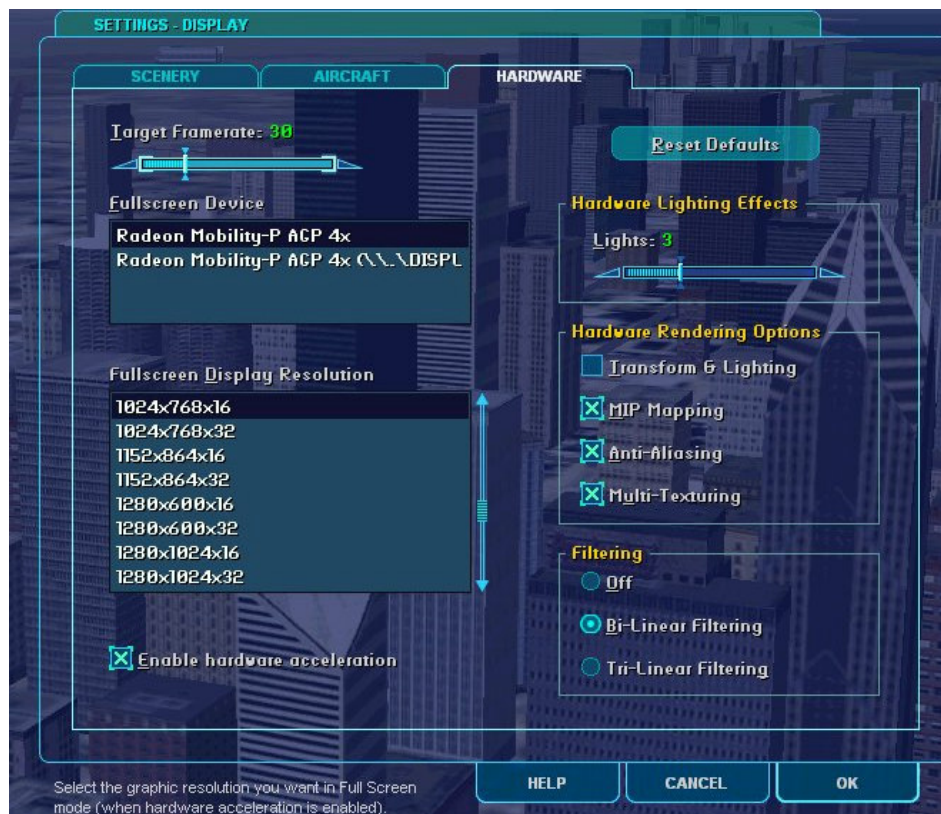 SETTINGS - DISPLAY
SCENERY
AIRCRAFT
HARDWARE
Target Framerate: 30
Fullscreen Device
Radeon Mobility-P AGP 4x
Radeon Mobility-P AGP 4x (\\.\DISPL
Fullscreen Display Resolution
1024x768x16
1024x768x32
1152x864x16
1152x864x32
1280x600x16
1280x600x32
1280x1024x16
1280x1024x32
Enable hardware acceleration
Reset Defaults
Hardware Lighting Effects
Lights: 3
Hardware Rendering Options
Transform & Lighting
MIP Mapping
Anti-Aliasing
Multi-Texturing
Filtering
Off
Bi-Linear Filtering
Tri-Linear Filtering
Select the graphic resolution you want in Full Screen
mode (when hardware acceleration is enabled).
HELP
CANCEL
OK